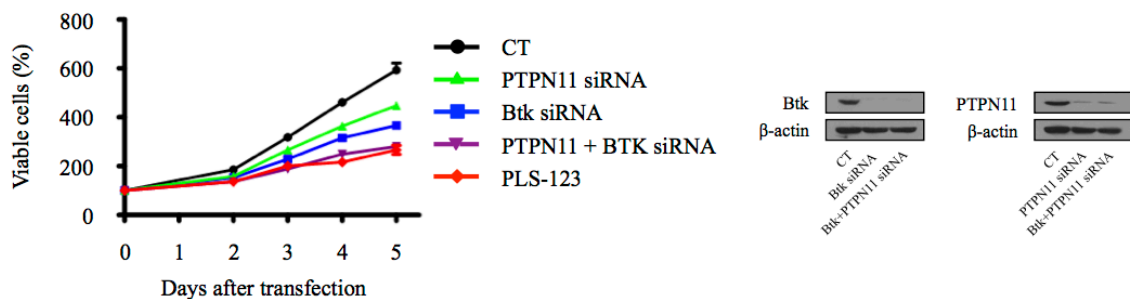 Viable cells (%)
800
600
400
200
0
0 1 2 3 4 5
Days after transfection
CT
PTPN11 siRNA
Btk siRNA
PTPN11 + BTK siRNA
PLS-123
Btk
β-actin
CT
Btk siRNA
Btk+PTPN11 siRNA
PTPN11
β-actin
CT
PTPN11 siRNA
Btk+PTPN11 siRNA